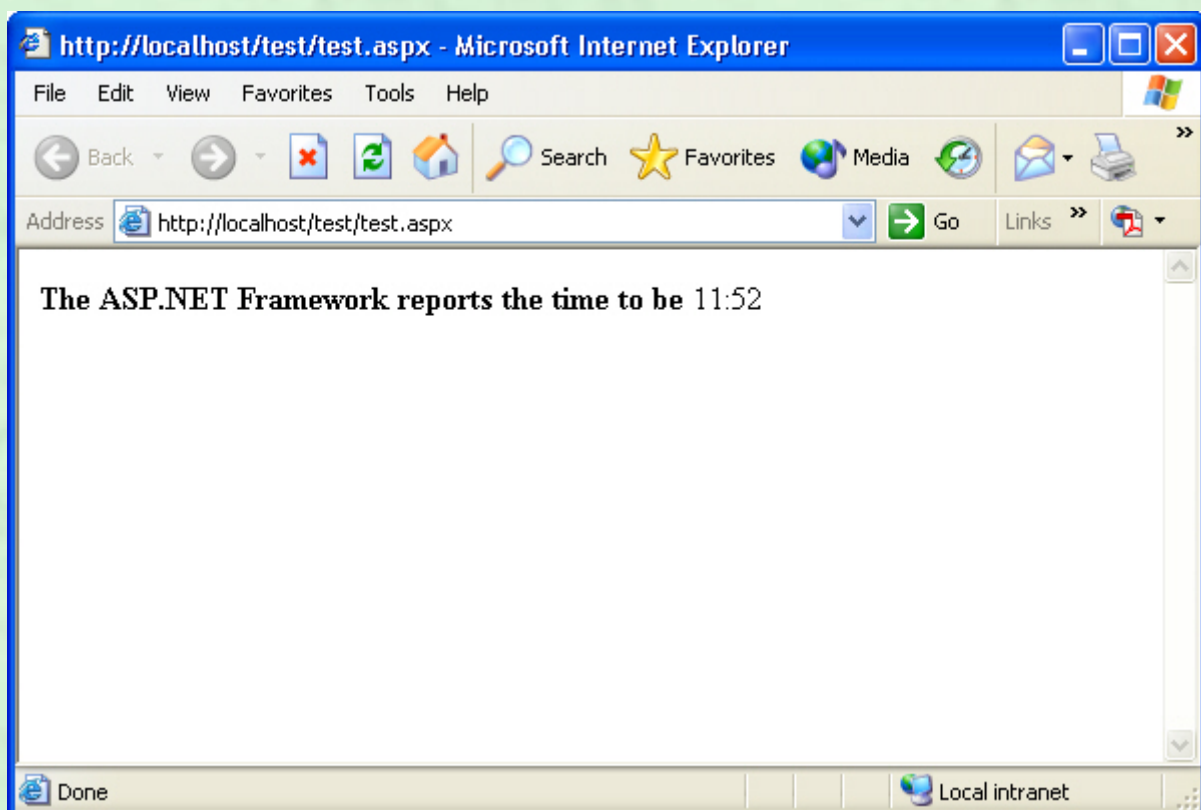 http://localhost/test/test.aspx - Microsoft Internet Explorer
File Edit View Favorites Tools Help
Back Search Favorites Media »
Address http://localhost/test/test.aspx Go Links »
The ASP.NET Framework reports the time to be 11:52
Done Local intranet